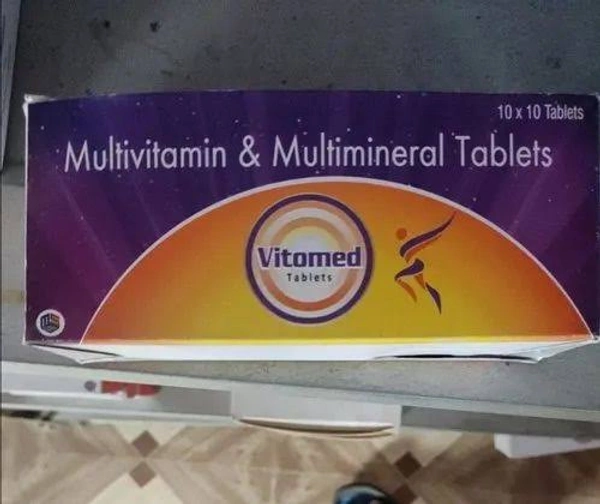 10 x 10 Tablets
Multivitamin & Multimineral Tablets
Vitomed
Tablets